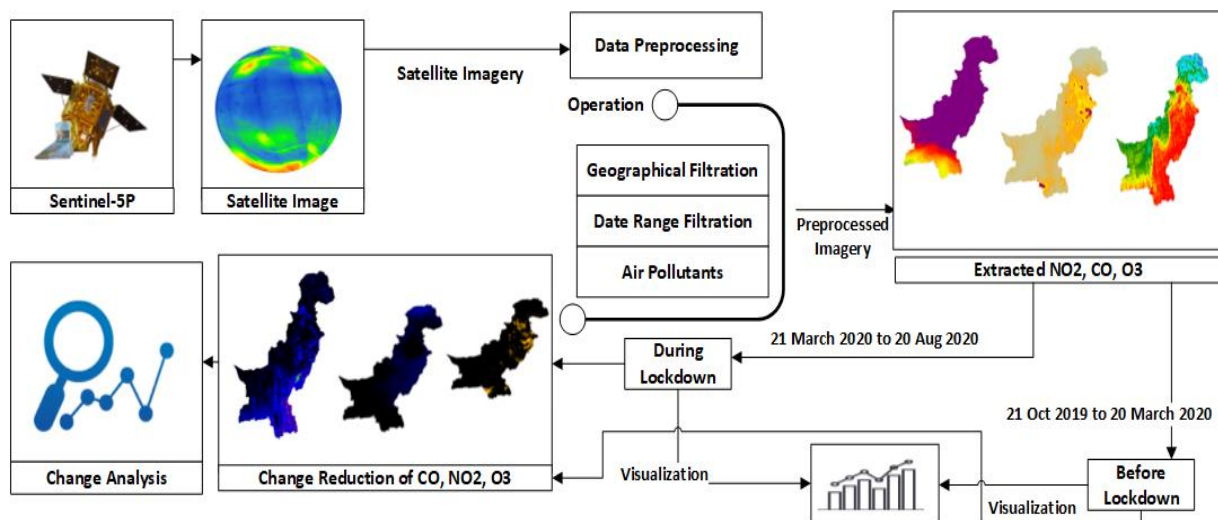 Sentinel-5P
Satellite Image
Satellite Imagery
Data Preprocessing
Operation
Geographical Filtration
Date Range Filtration
Air Pollutants
Preprocessed
Imagery
Extracted NO2, CO, O3
21 March 2020 to 20 Aug 2020
During
Lockdown
21 Oct 2019 to 20 March 2020
Before
Lockdown
Visualization
Visualization
Change Reduction of CO, NO2, O3
Change Analysis